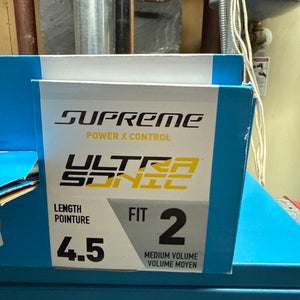 SUPREME
POWER X CONTROL
ULTRA
SONIC
LENGTH
POINTURE
4.5
FIT 2
MEDIUM VOLUME
VOLUME MOYEN